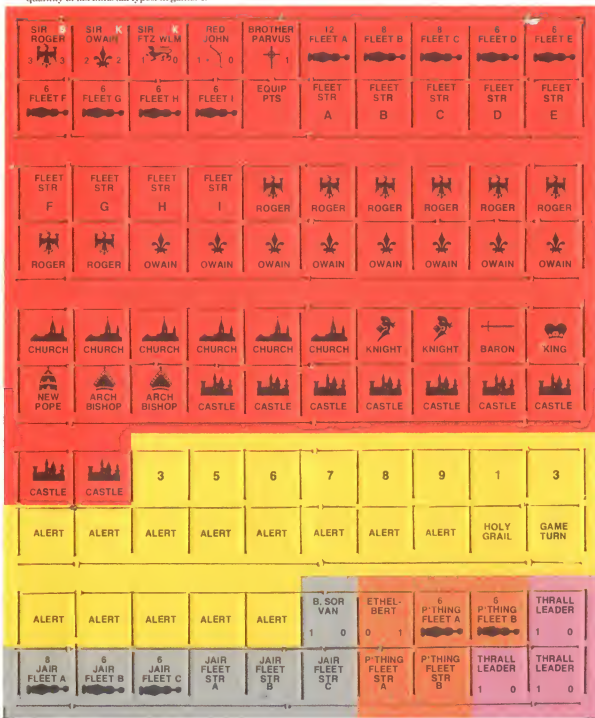 SIR S SIR K SIR K RED BROTHER 12 8 8 6 6
ROGER OWAIN FTZ WLM JOHN PARVUS FLEET A FLEET B FLEET C FLEET D FLEET E
3 3 2 2 1 0 1 0 1
6 6 6 6 EQUIP FLEET FLEET FLEET FLEET FLEET
FLEET F FLEET G FLEET H FLEET I PTS STR STR STR STR STR
A B C D E
FLEET FLEET FLEET FLEET
STR STR STR STR
F G H I ROGER ROGER ROGER ROGER ROGER ROGER
ROGER ROGER OWAIN OWAIN OWAIN OWAIN OWAIN OWAIN OWAIN OWAIN
CHURCH CHURCH CHURCH CHURCH CHURCH CHURCH KNIGHT KNIGHT BARON KING
NEW ARCH ARCH
POPE BISHOP BISHOP CASTLE CASTLE CASTLE CASTLE CASTLE CASTLE CASTLE
CASTLE CASTLE 3 5 6 7 8 9 1 3
ALERT ALERT ALERT ALERT ALERT ALERT ALERT ALERT HOLY GAME
GRAIL TURN
ALERT ALERT ALERT ALERT ALERT B. SOR ETHEL- 6 6 THRALL
VAN BERT P'THING P'THING LEADER
FLEET A FLEET B
1 0 0 1 1 0
8 6 6 JAIR JAIR JAIR P'THING P'THING THRALL THRALL
JAIR JAIR JAIR FLEET FLEET FLEET FLEET FLEET LEADER LEADER
FLEET A FLEET B FLEET C STR STR STR STR STR
A B C A B 1 0 1 0